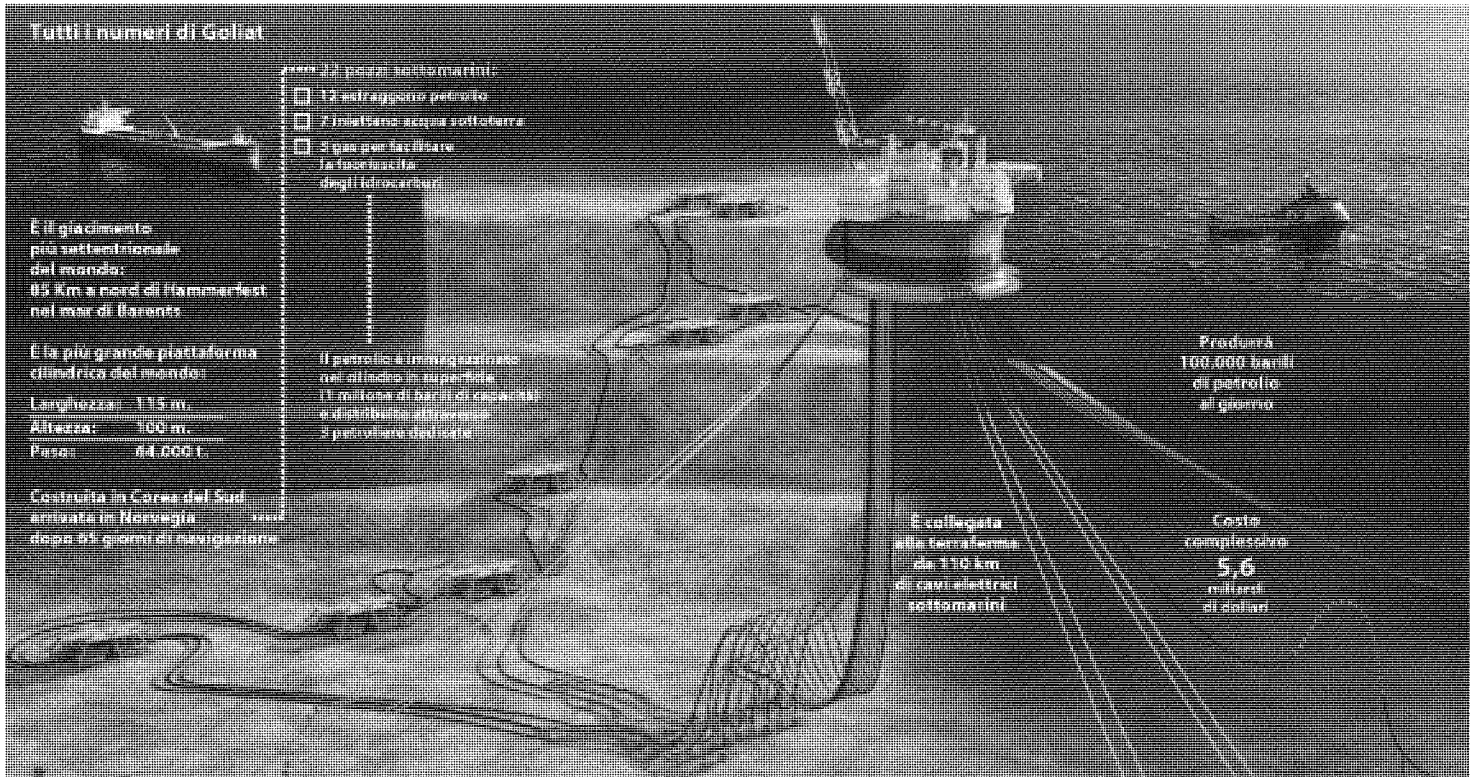 Tutti i numeri di Goliat
22 pozzi sottomarini:
12 estraggono petrolio
7 iniettano acqua sottoterra
3 gas per facilitare
la fuoriuscita
degli idrocarburi
È il giacimento
più settentrionale
del mondo:
85 Km a nord di Hammerfest
nel mar di Barents
È la più grande piattaforma
cilindrica del mondo:
Larghezza: 115 m.
Altezza: 100 m.
Peso: 64.000 t.
Costruita in Corea del Sud
arrivata in Norvegia
dopo 65 giorni di navigazione
Il petrolio è immagazzinato
nel cilindro in superficie
(1 milione di barili di capacità)
e distribuito attraverso
3 petroliere dedicate
Produrrà
100.000 barili
di petrolio
al giorno
È collegata
alla terraferma
da 110 km
di cavi elettrici
sottomarini
Costo
complessivo
5,6
miliardi
di dollari